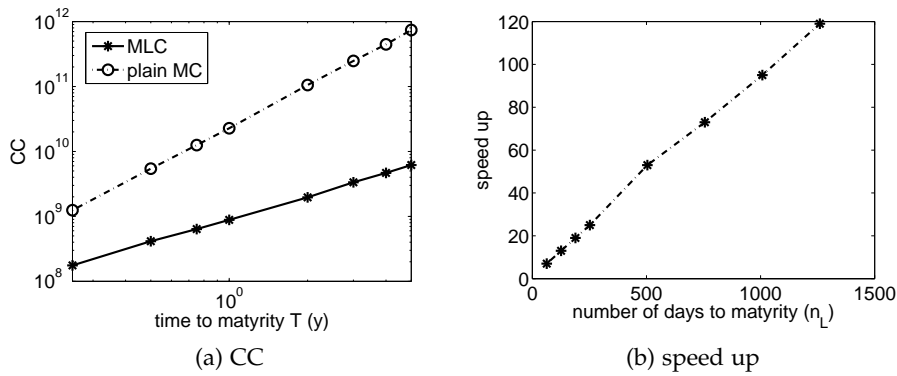 10^12
10^11
10^10
10^9
10^8
CC
MLC
plain MC
10^0
time to matyrity T (y)
(a) CC
120
100
80
60
40
20
0
speed up
0
500
1000
1500
number of days to matyrity (n_L)
(b) speed up